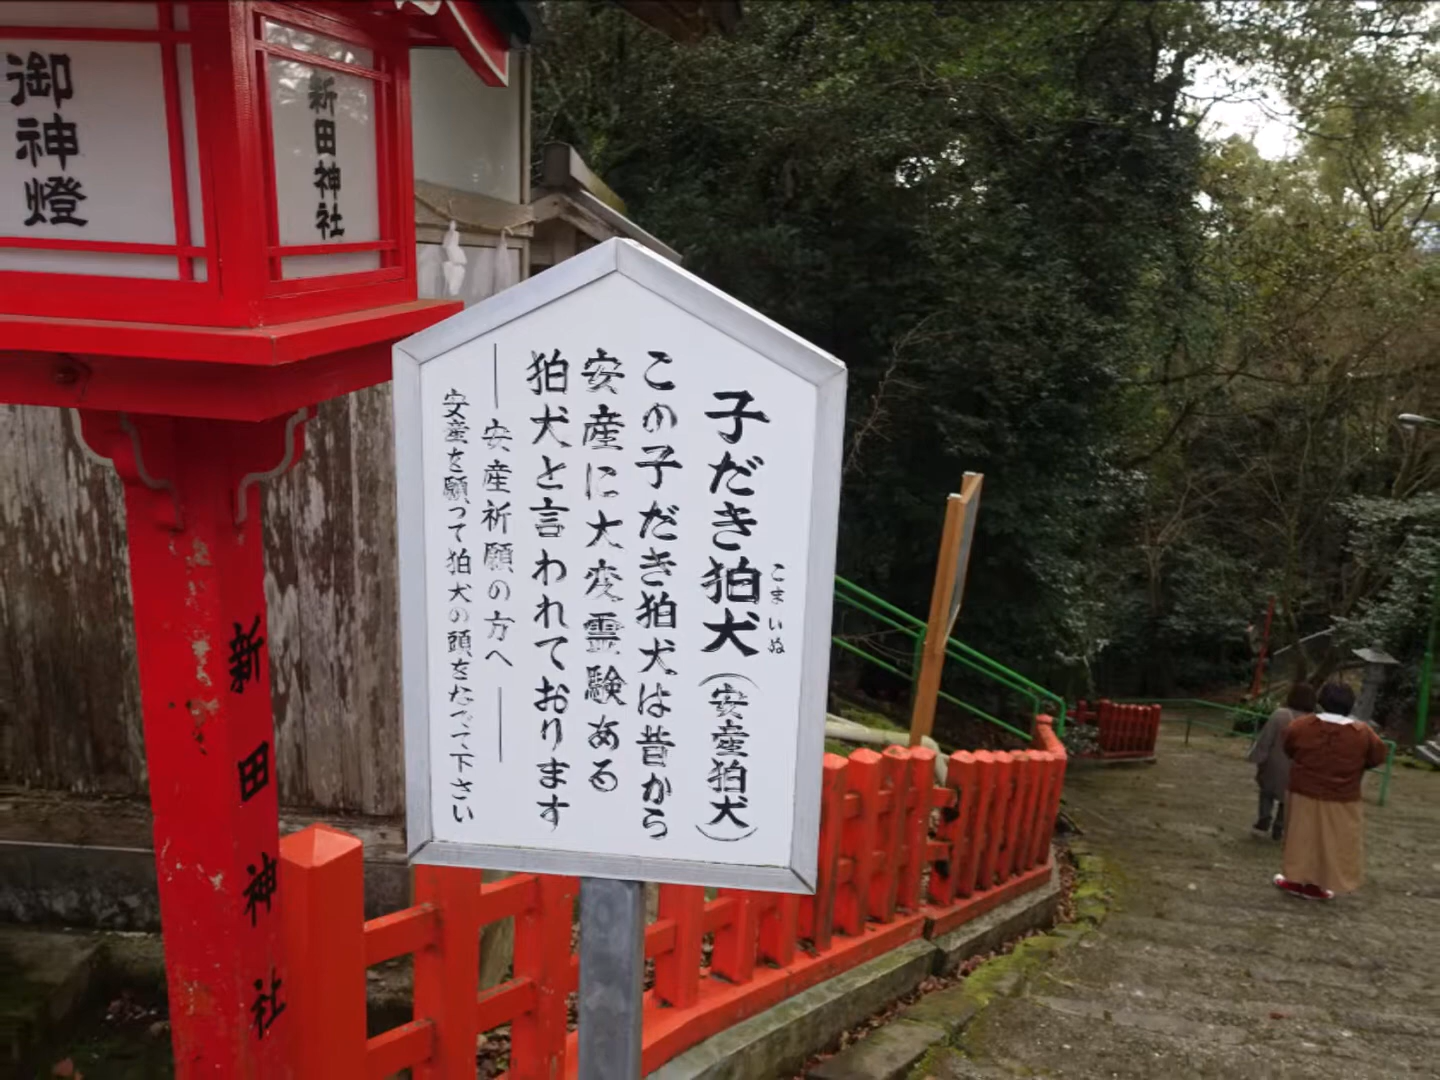 御神燈
新田神社
新田神社
子だき狛犬(安産狛犬)
こまいぬ
この子だき狛犬は昔から
安産に大変霊験ある
狛犬と言われております
―安産祈願の方へ―
安産を願って狛犬の頭をなでて下さい